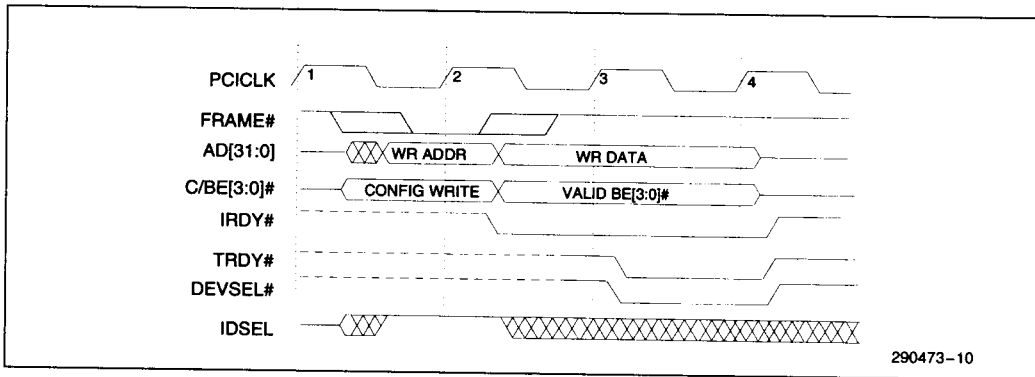 PCICLK 1 2 3 4
FRAME#
AD[31:0] WR ADDR WR DATA
C/BE[3:0]# CONFIG WRITE VALID BE[3:0]#
IRDY#
TRDY#
DEVSEL#
IDSEL
290473-10